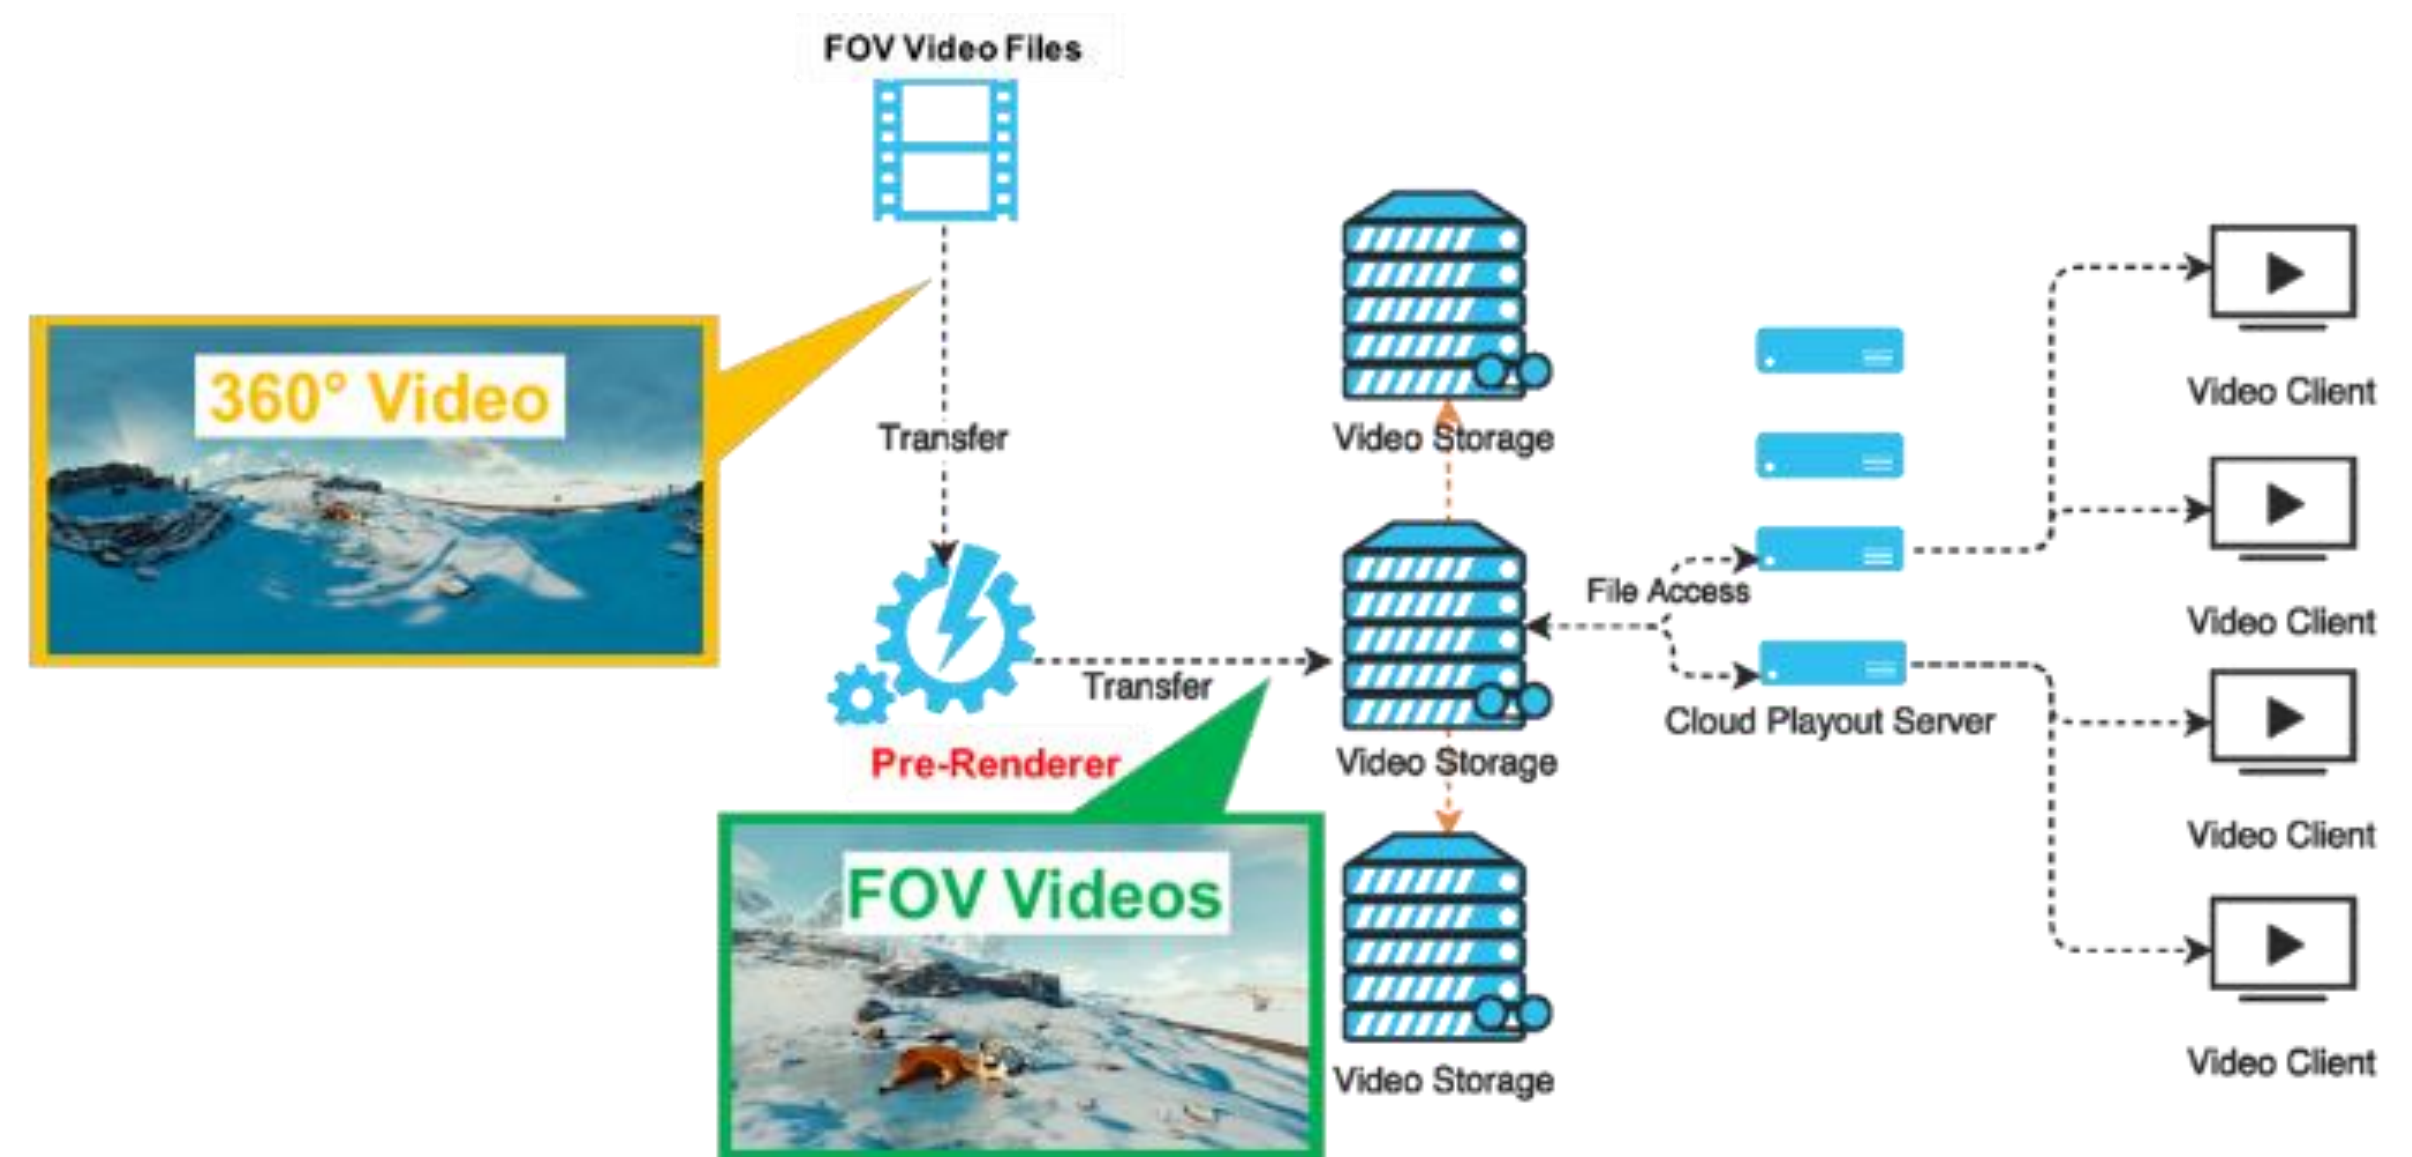 FOV Video Files
360° Video
Transfer
Pre-Renderer
Transfer
FOV Videos
Video Storage
Video Storage
Video Storage
File Access
Cloud Playout Server
Video Client
Video Client
Video Client
Video Client